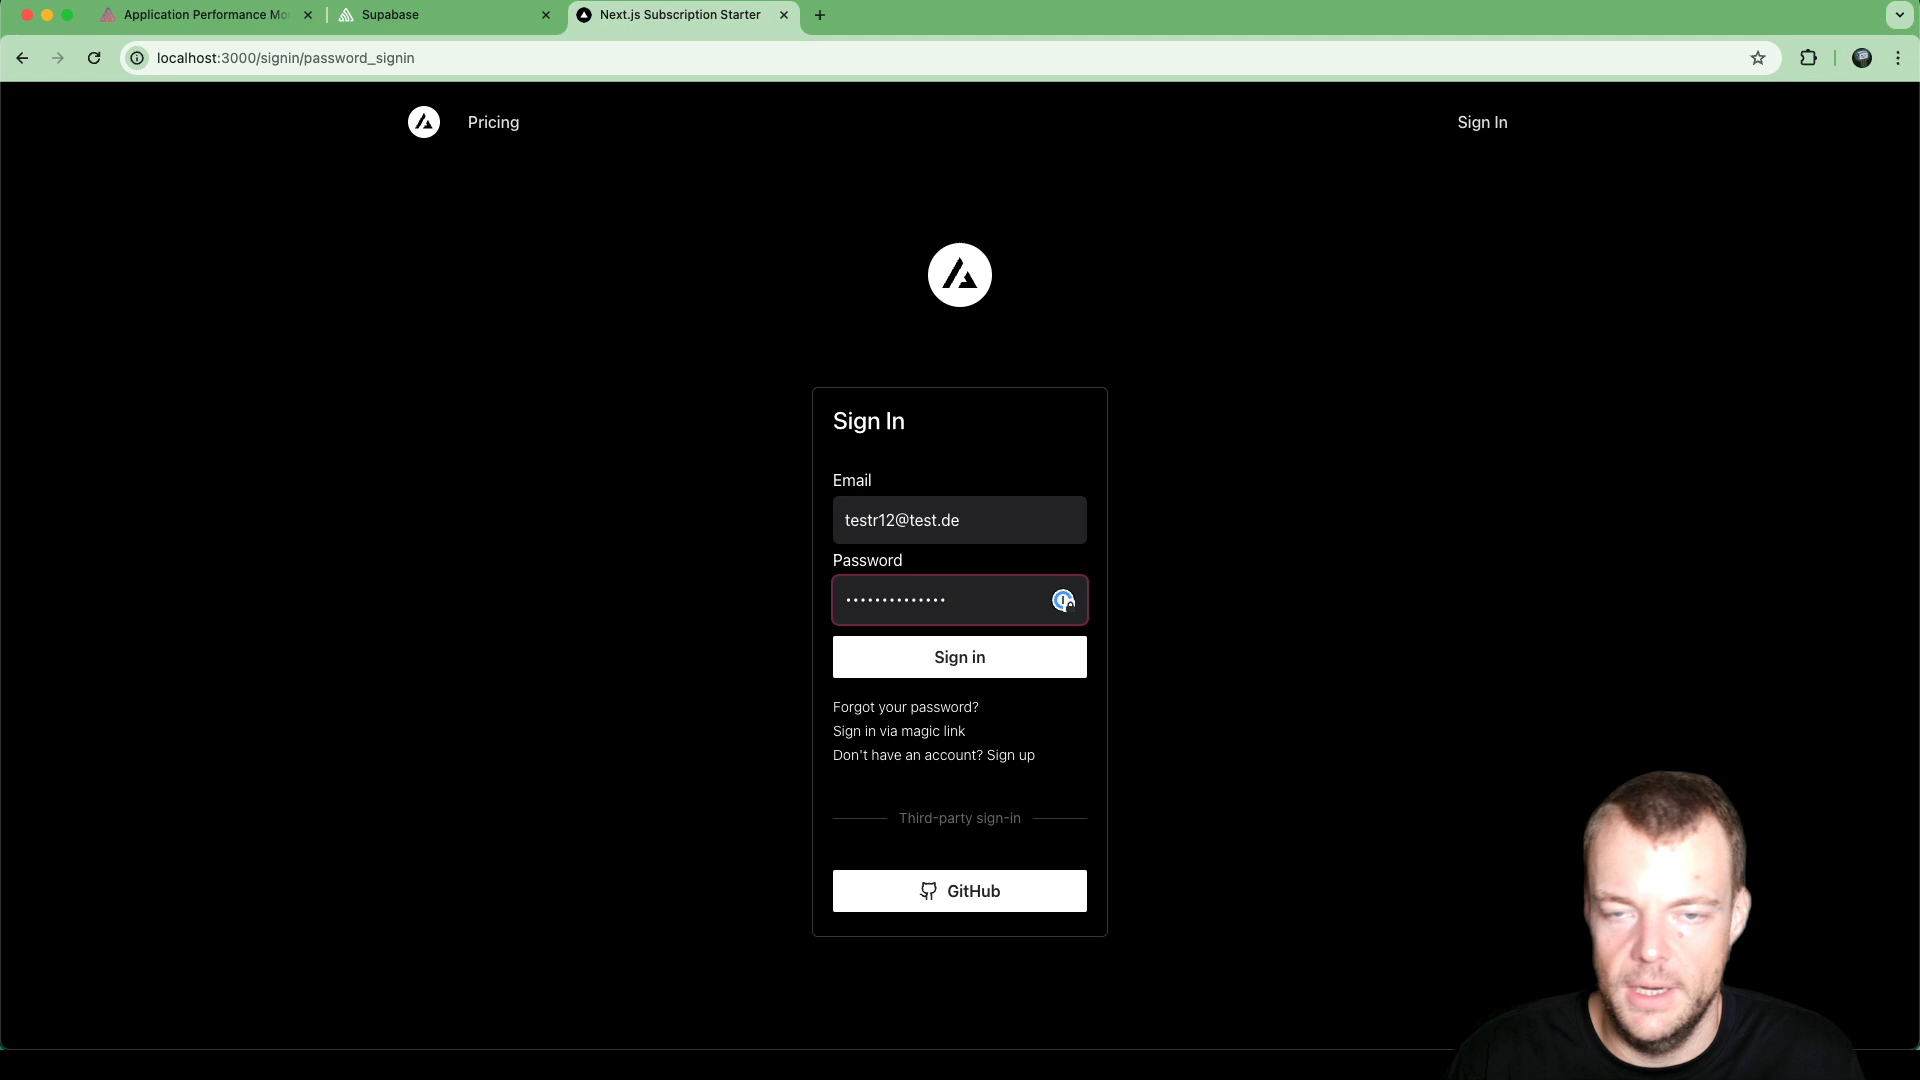 Application Performance Mo
Supabase
Next.js Subscription Starter
localhost:3000/signin/password_signin
Pricing
Sign In
Sign In
Email
testr12@test.de
Password
Sign in
Forgot your password?
Sign in via magic link
Don't have an account? Sign up
Third-party sign-in
GitHub